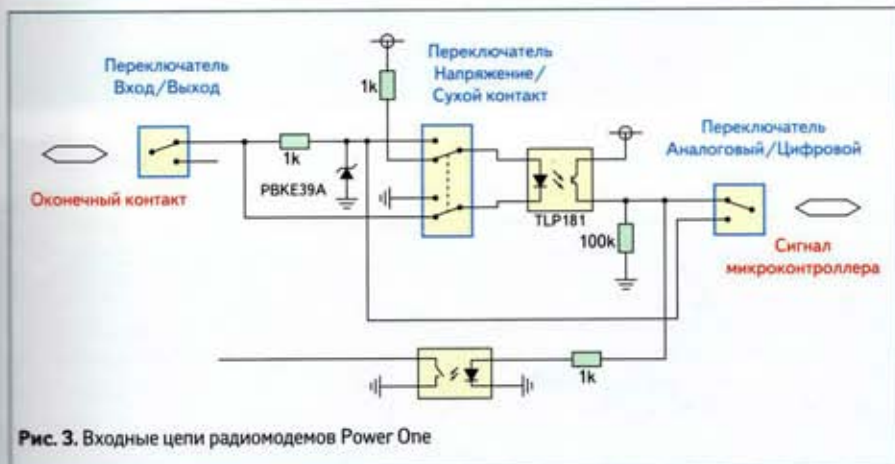 Переключатель
Вход/Выход
Переключатель
Напряжение/
Сухой контакт
Переключатель
Аналоговый/Цифровой
1k
1k
PBKE39A
Оконечный контакт
TLP181
100k
Сигнал
микроконтроллера
1k
Рис. 3. Входные цепи радиомодемов Power One